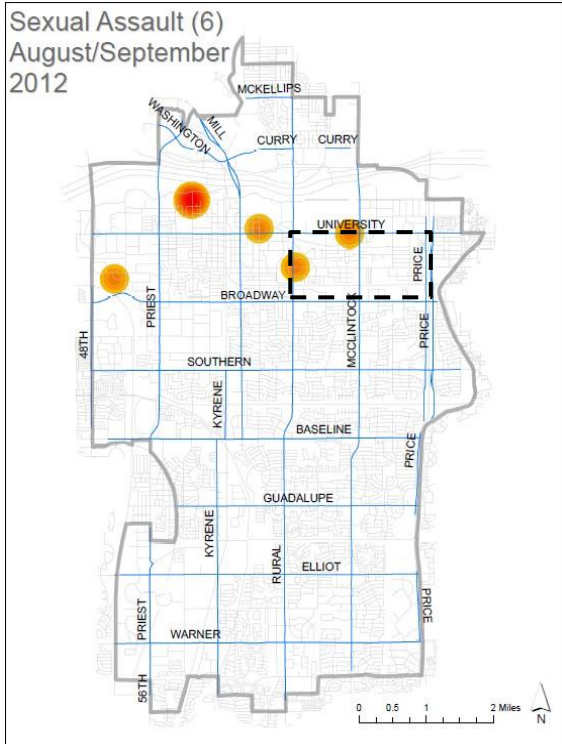 Sexual Assault (6)
August/September
2012
MCKELLIPS
WASHINGTON
MILL
CURRY
CURRY
UNIVERSITY
PRICE
BROADWAY
PRIEST
48TH
MCCLINTOCK
PRICE
SOUTHERN
KYRENE
BASELINE
PRICE
GUADALUPE
KYRENE
RURAL
ELLIOT
PRICE
PRIEST
WARNER
56TH
0 0.5 1 2 Miles
N